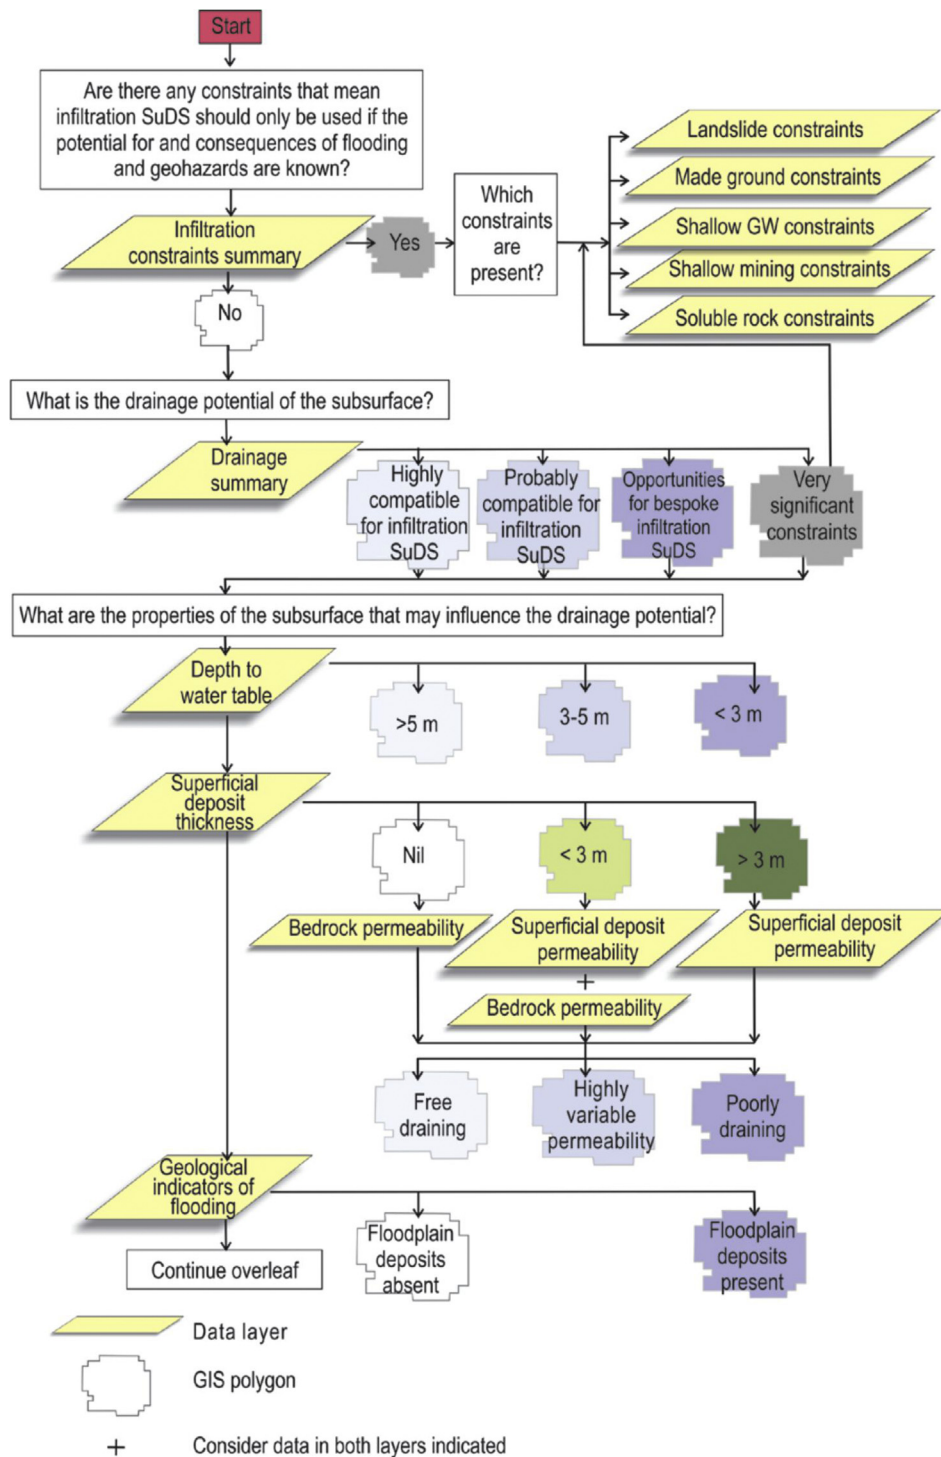 Start
Are there any constraints that mean
infiltration SuDS should only be used if the
potential for and consequences of flooding
and geohazards are known?
Infiltration
constraints summary
Yes
Which
constraints
are
present?
Landslide constraints
Made ground constraints
Shallow GW constraints
Shallow mining constraints
Soluble rock constraints
No
What is the drainage potential of the subsurface?
Drainage
summary
Highly
compatible
for infiltration
SuDS
Probably
compatible for
infiltration
SuDS
Opportunities
for bespoke
infiltration
SuDS
Very
significant
constraints
What are the properties of the subsurface that may influence the drainage potential?
Depth to
water table
>5 m
3-5 m
< 3 m
Superficial
deposit
thickness
Nil
< 3 m
> 3 m
Bedrock permeability
Superficial deposit
permeability
+
Bedrock permeability
Superficial deposit
permeability
Free
draining
Highly
variable
permeability
Poorly
draining
Geological
indicators of
flooding
Floodplain
deposits
absent
Floodplain
deposits
present
Continue overleaf
Data layer
GIS polygon
+ Consider data in both layers indicated